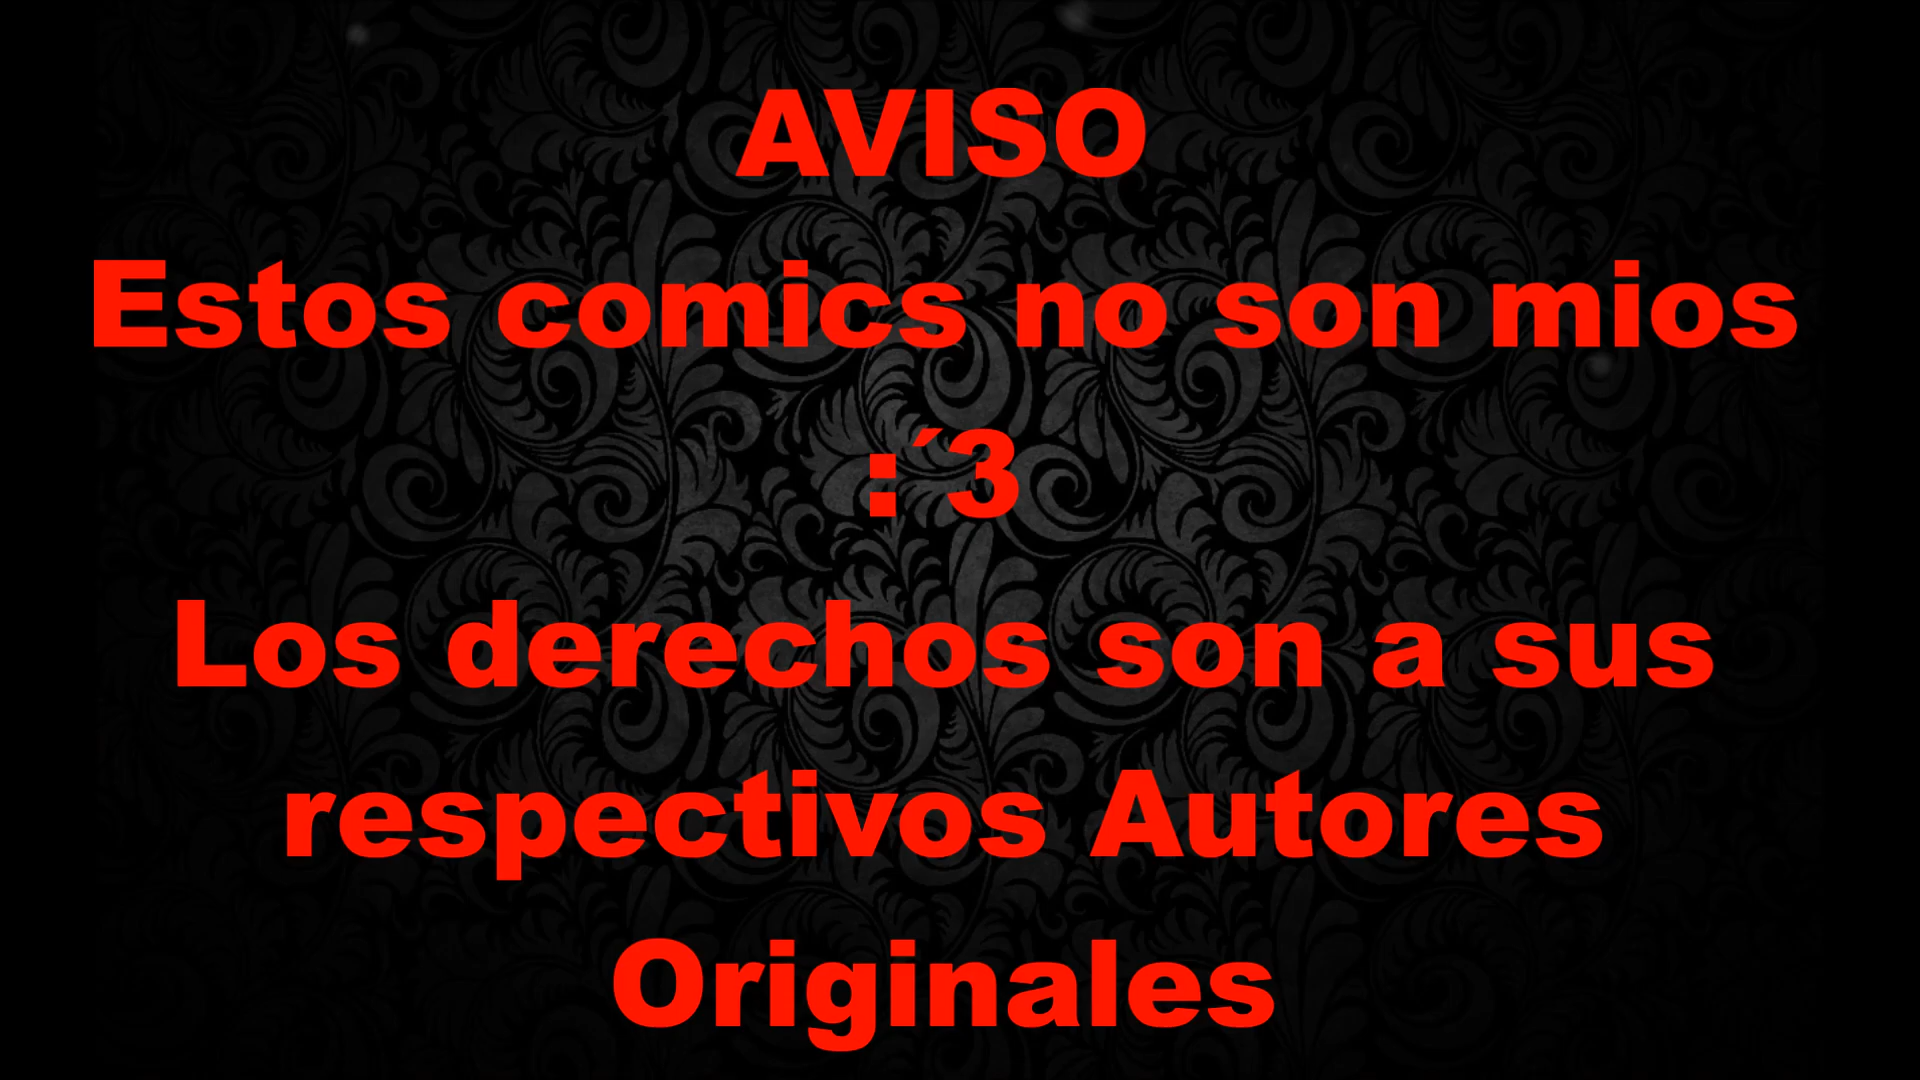 AVISO
Estos comics no son mios
:´3
Los derechos son a sus
respectivos Autores
Originales